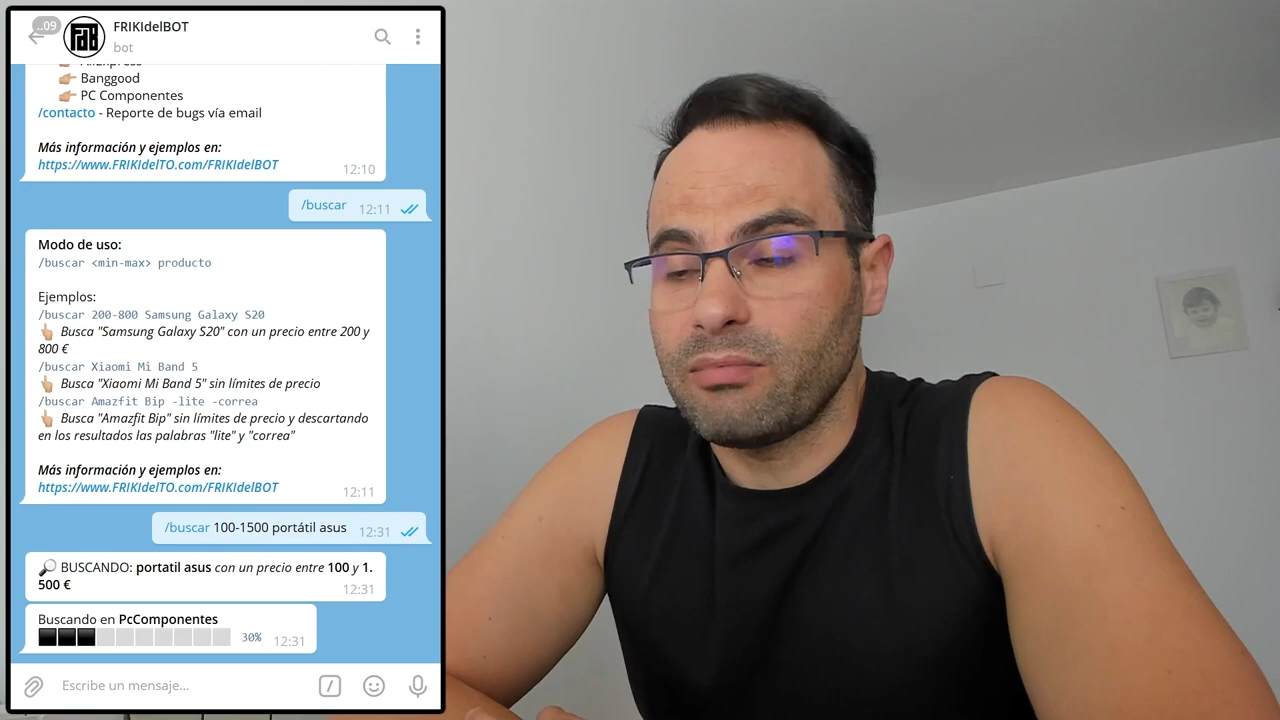 ..09
FRIKIdelBOT
bot
AliExpress
Banggood
PC Componentes
/contacto - Reporte de bugs vía email
Más información y ejemplos en:
https://www.FRIKIdelTO.com/FRIKIdelBOT
12:10
/buscar
12:11
Modo de uso:
/buscar <min-max> producto
Ejemplos:
/buscar 200-800 Samsung Galaxy S20
Busca "Samsung Galaxy S20" con un precio entre 200 y
800 €
/buscar Xiaomi Mi Band 5
Busca "Xiaomi Mi Band 5" sin límites de precio
/buscar Amazfit Bip -lite -correa
Busca "Amazfit Bip" sin límites de precio y descartando
en los resultados las palabras "lite" y "correa"
Más información y ejemplos en:
https://www.FRIKIdelTO.com/FRIKIdelBOT
12:11
/buscar 100-1500 portátil asus
12:31
BUSCANDO: portatil asus con un precio entre 100 y 1.
500 €
12:31
Buscando en PcComponentes
30%
12:31
Escribe un mensaje...